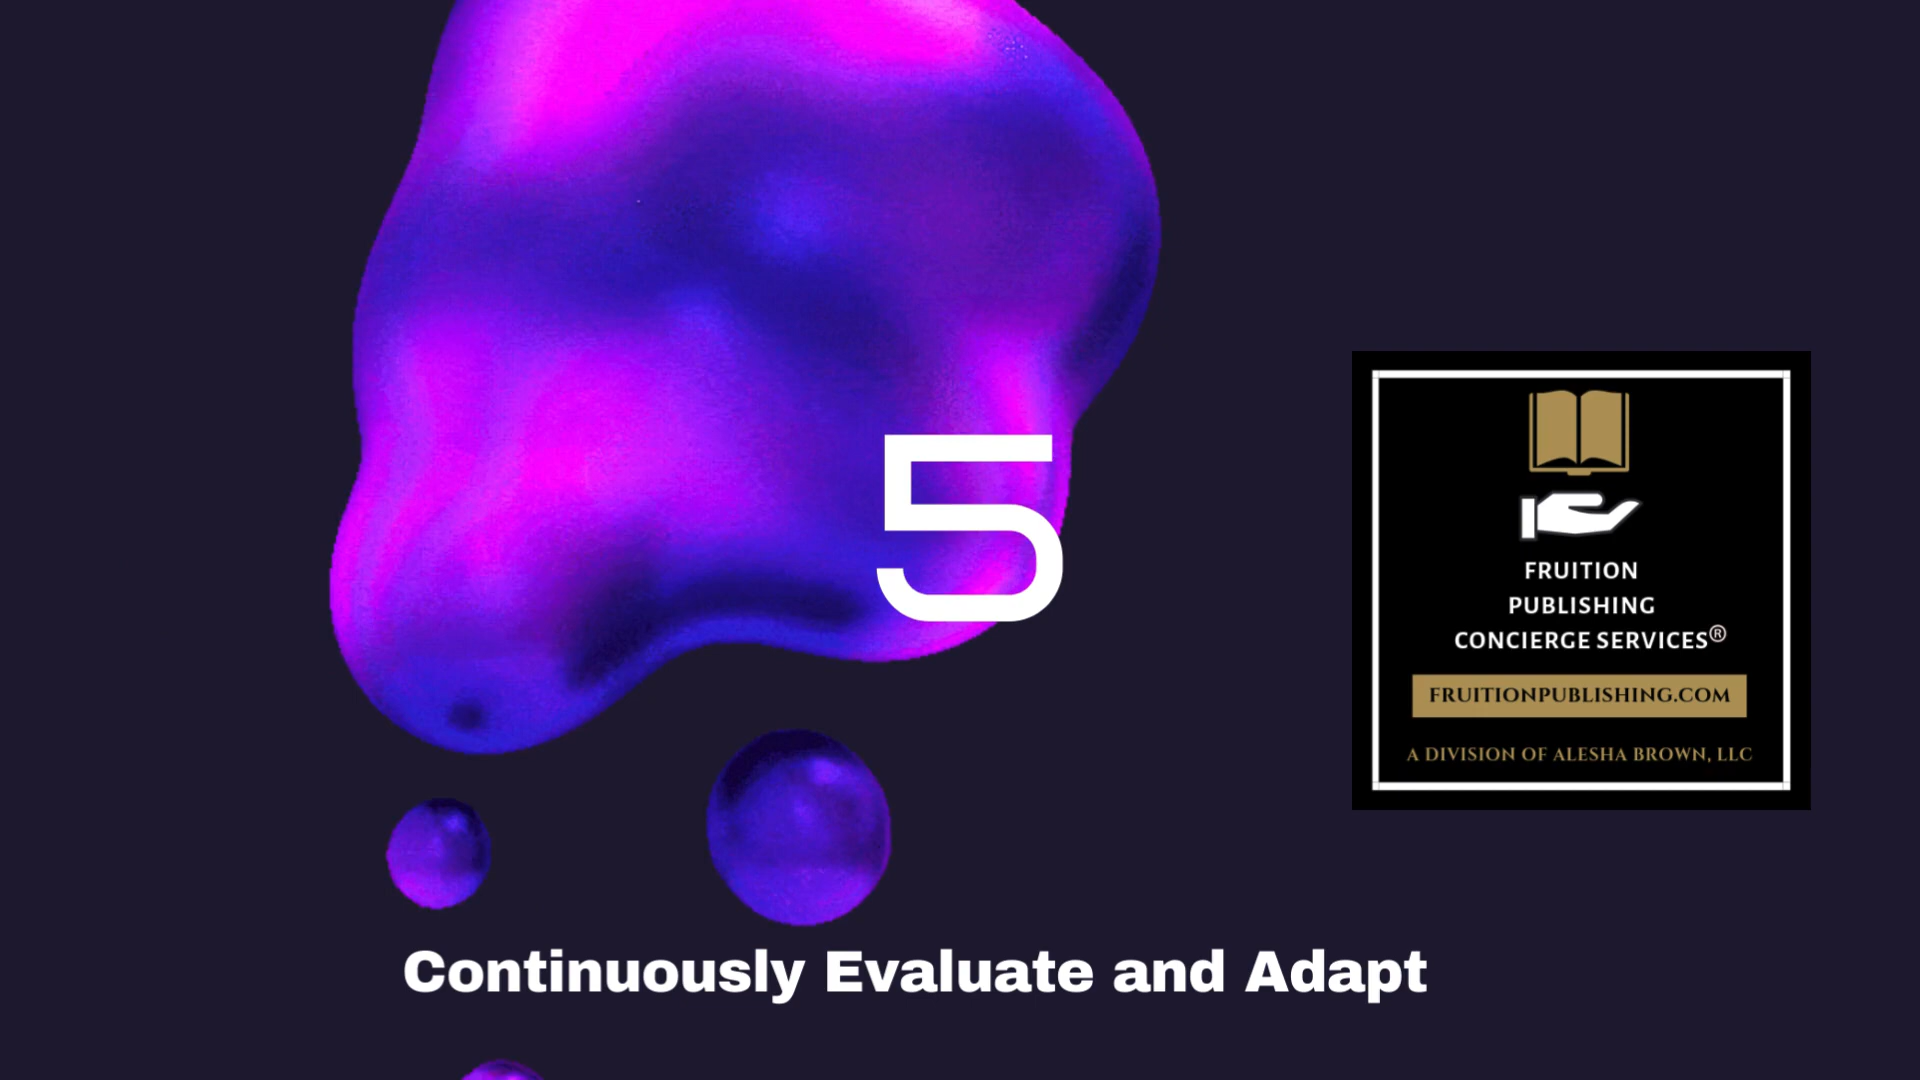 5
FRUITION
PUBLISHING
CONCIERGE SERVICES®
FRUITIONPUBLISHING.COM
A DIVISION OF ALESHA BROWN, LLC
Continuously Evaluate and Adapt